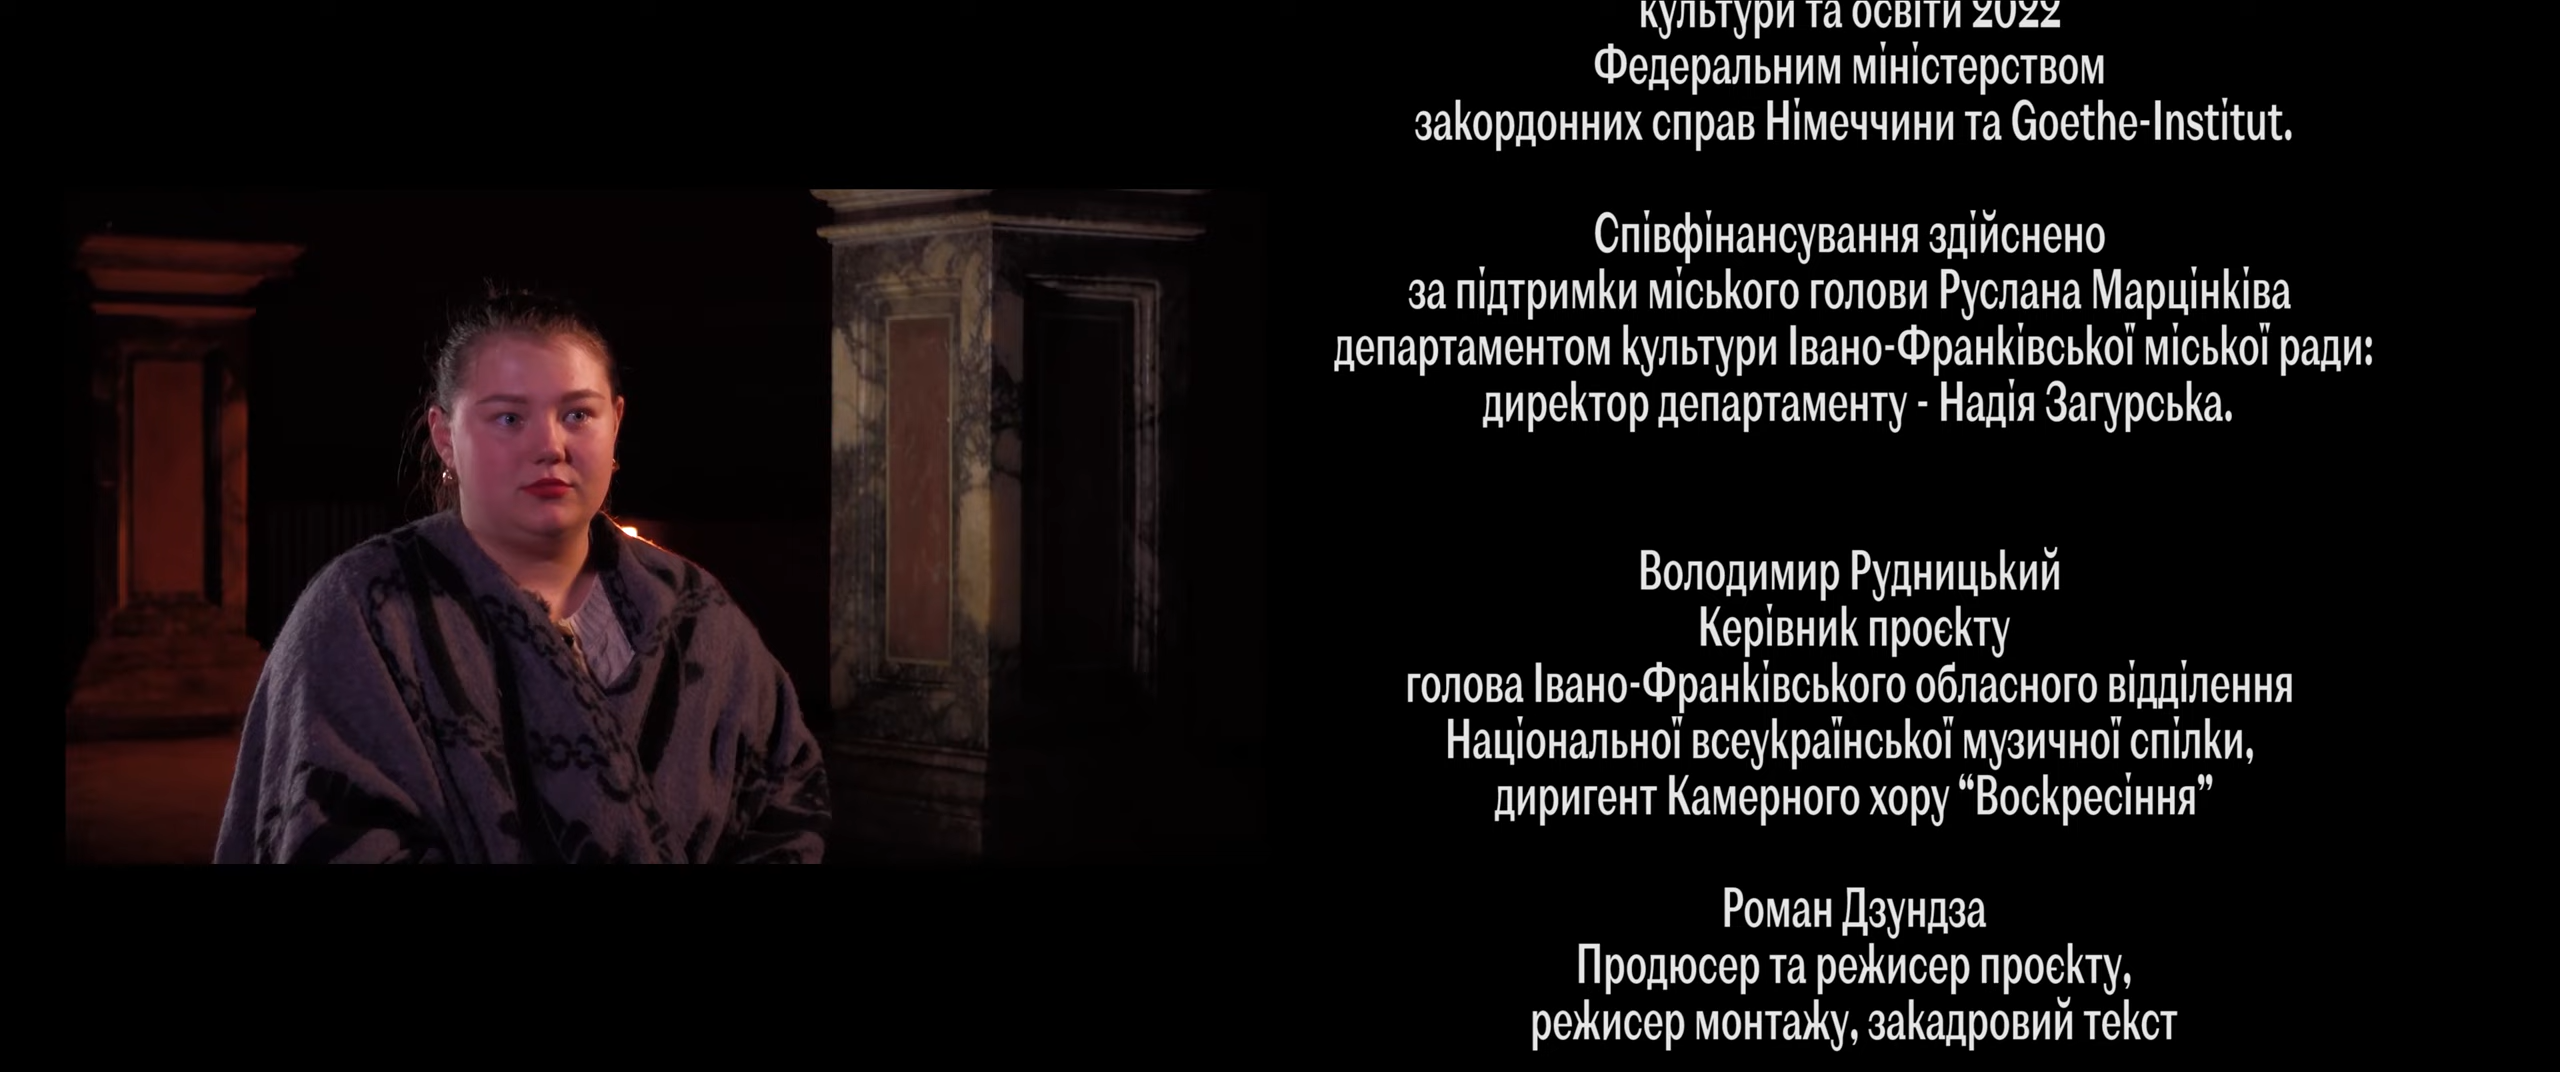 культури та освіти 2022
Федеральним міністерством
закордонних справ Німеччини та Goethe-Institut.
Співфінансування здійснено
за підтримки міського голови Руслана Марцінківа
департаментом культури Івано-Франківської міської ради:
директор департаменту - Надія Загурська.
Володимир Рудницький
Керівник проєкту
голова Івано-Франківського обласного відділення
Національної всеукраїнської музичної спілки,
диригент Камерного хору “Воскресіння”
Роман Дзундза
Продюсер та режисер проєкту,
режисер монтажу, закадровий текст